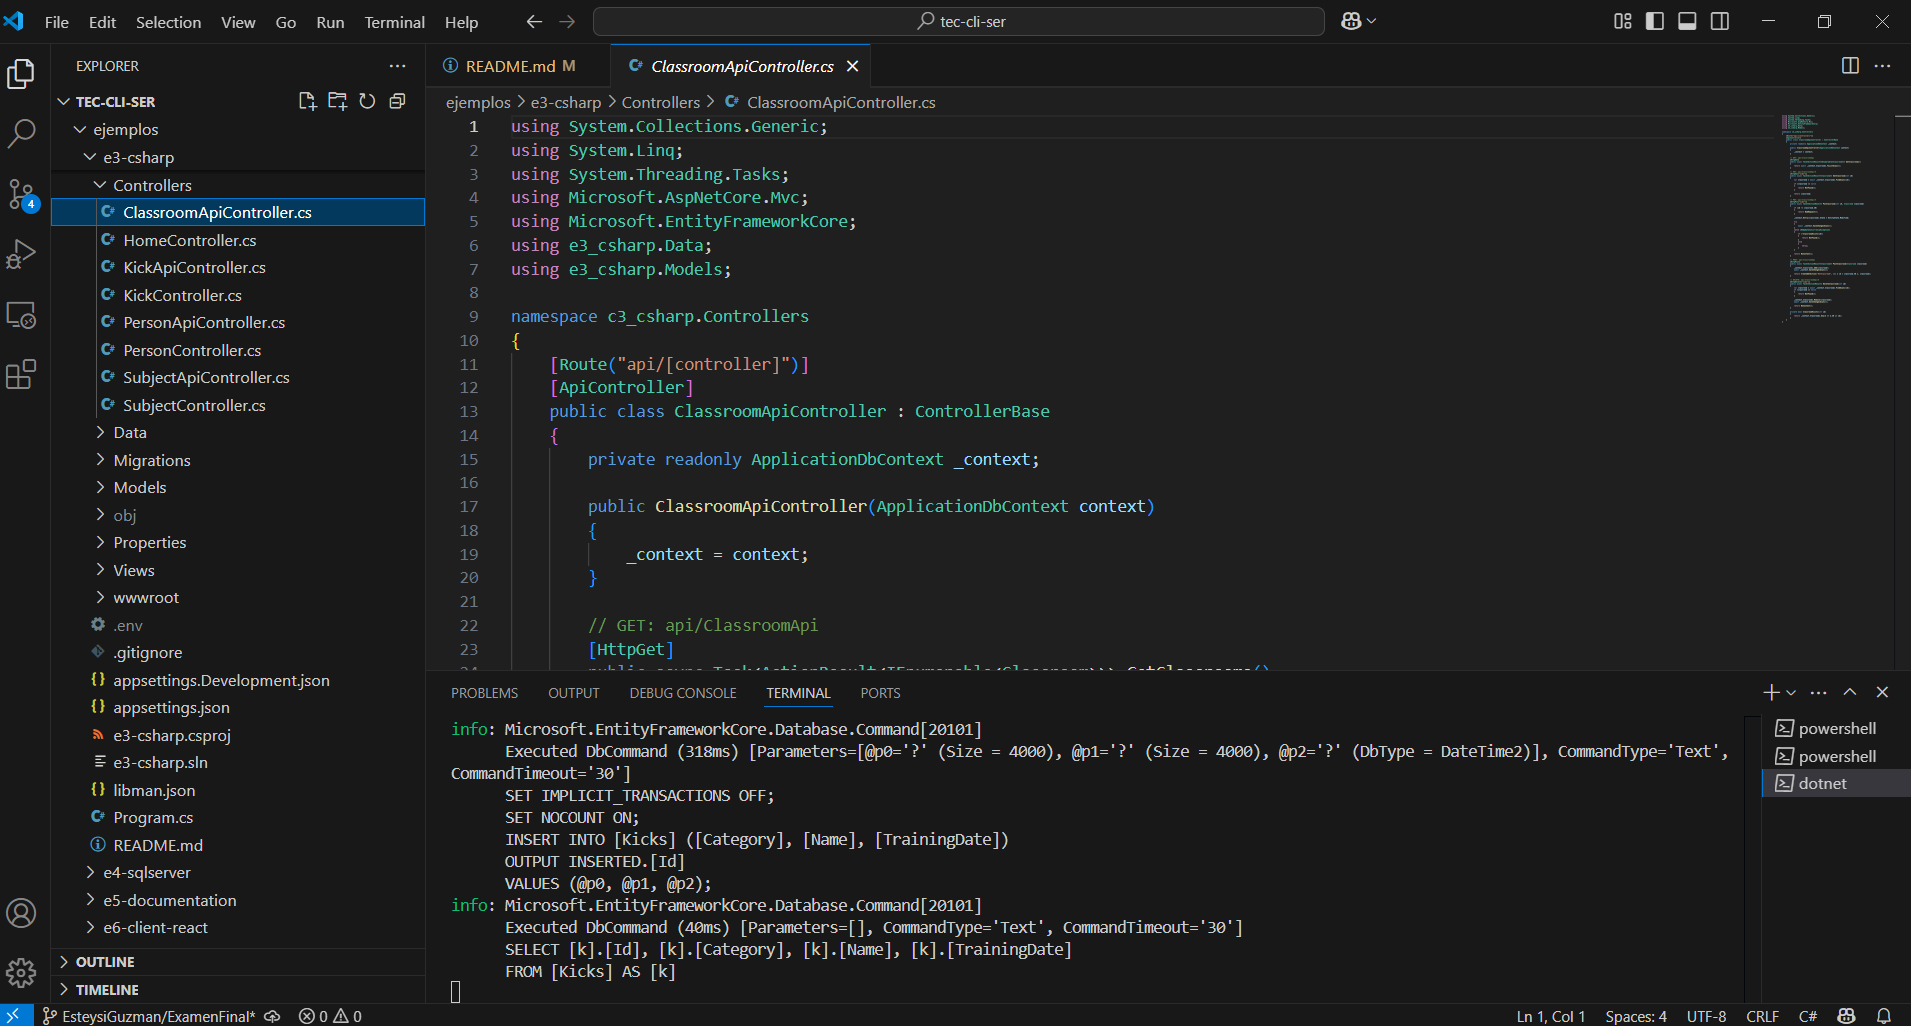 File Edit Selection View Go Run Terminal Help
tec-cli-ser
EXPLORER
TEC-CLI-SER
ejemplos
e3-csharp
Controllers
ClassroomApiController.cs
HomeController.cs
KickApiController.cs
KickController.cs
PersonApiController.cs
PersonController.cs
SubjectApiController.cs
SubjectController.cs
Data
Migrations
Models
obj
Properties
Views
wwwroot
.env
.gitignore
appsettings.Development.json
appsettings.json
e3-csharp.csproj
e3-csharp.sln
libman.json
Program.cs
README.md
e4-sqlserver
e5-documentation
e6-client-react
OUTLINE
TIMELINE
4
README.md M
ClassroomApiController.cs
ejemplos > e3-csharp > Controllers > ClassroomApiController.cs
1 using System.Collections.Generic;
2 using System.Linq;
3 using System.Threading.Tasks;
4 using Microsoft.AspNetCore.Mvc;
5 using Microsoft.EntityFrameworkCore;
6 using e3_csharp.Data;
7 using e3_csharp.Models;
8
9 namespace c3_csharp.Controllers
10 {
11 [Route("api/[controller]")]
12 [ApiController]
13 public class ClassroomApiController : ControllerBase
14 {
15 private readonly ApplicationDbContext _context;
16
17 public ClassroomApiController(ApplicationDbContext context)
18 {
19 _context = context;
20 }
21
22 // GET: api/ClassroomApi
23 [HttpGet]
24 public async Task<ActionResult<IEnumerable<Classroom>>> GetClassrooms()
PROBLEMS OUTPUT DEBUG CONSOLE TERMINAL PORTS
info: Microsoft.EntityFrameworkCore.Database.Command[20101]
Executed DbCommand (318ms) [Parameters=[@p0='?' (Size = 4000), @p1='?' (Size = 4000), @p2='?' (DbType = DateTime2)], CommandType='Text',
CommandTimeout='30']
SET IMPLICIT_TRANSACTIONS OFF;
SET NOCOUNT ON;
INSERT INTO [Kicks] ([Category], [Name], [TrainingDate])
OUTPUT INSERTED.[Id]
VALUES (@p0, @p1, @p2);
info: Microsoft.EntityFrameworkCore.Database.Command[20101]
Executed DbCommand (40ms) [Parameters=[], CommandType='Text', CommandTimeout='30']
SELECT [k].[Id], [k].[Category], [k].[Name], [k].[TrainingDate]
FROM [Kicks] AS [k]
powershell
powershell
dotnet
EsteysiGuzman/ExamenFinal* 0 0 Ln 1, Col 1 Spaces: 4 UTF-8 CRLF C#